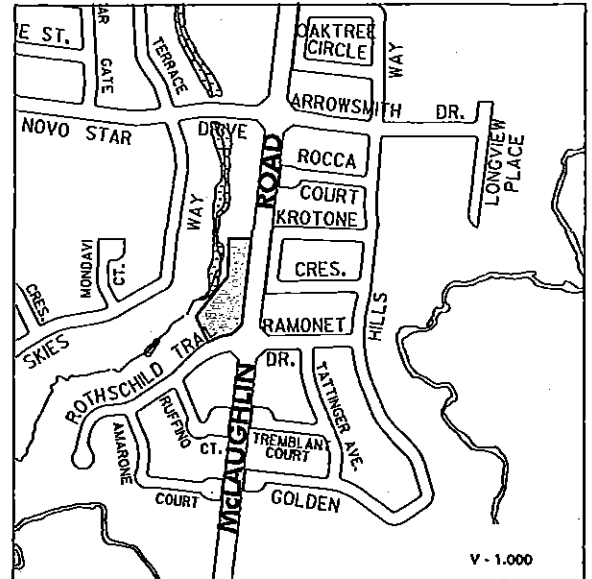 E ST.
AR
GATE
TERRACE
OAKTREE
CIRCLE
WAY
ARROWSMITH DR.
NOVO STAR DRIVE
LONGVIEW
PLACE
ROCCA
COURT
ROAD
KROTONE
CRES.
WAY
MONDAVI
CT.
CRES.
SKIES
HILLS
RAMONET
DR.
ROTHSCHILD TRAIL
TATTINGER AVE.
RUFFINO
CT.
AMARONE
COURT
TREMBLANT
COURT
McLAUGHLIN
GOLDEN
V - 1.000